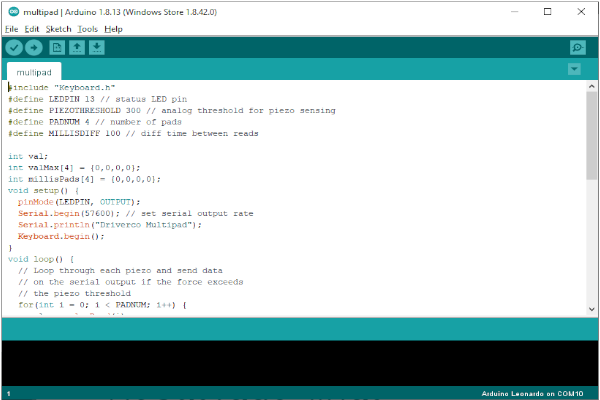 multipad | Arduino 1.8.13 (Windows Store 1.8.42.0)
File Edit Sketch Tools Help
multipad
#include "Keyboard.h"
#define LEDPIN 13 // status LED pin
#define PIEZOTHRESHOLD 300 // analog threshold for piezo sensing
#define PADNUM 4 // number of pads
#define MILLISDIFF 100 // diff time between reads
int val;
int valMax[4] = {0,0,0,0};
int millisPads[4] = {0,0,0,0};
void setup() {
pinMode(LEDPIN, OUTPUT);
Serial.begin(57600); // set serial output rate
Serial.println("Driverco Multipad");
Keyboard.begin();
}
void loop() {
// Loop through each piezo and send data
// on the serial output if the force exceeds
// the piezo threshold
for(int i = 0; i < PADNUM; i++) {
1
Arduino Leonardo on COM10